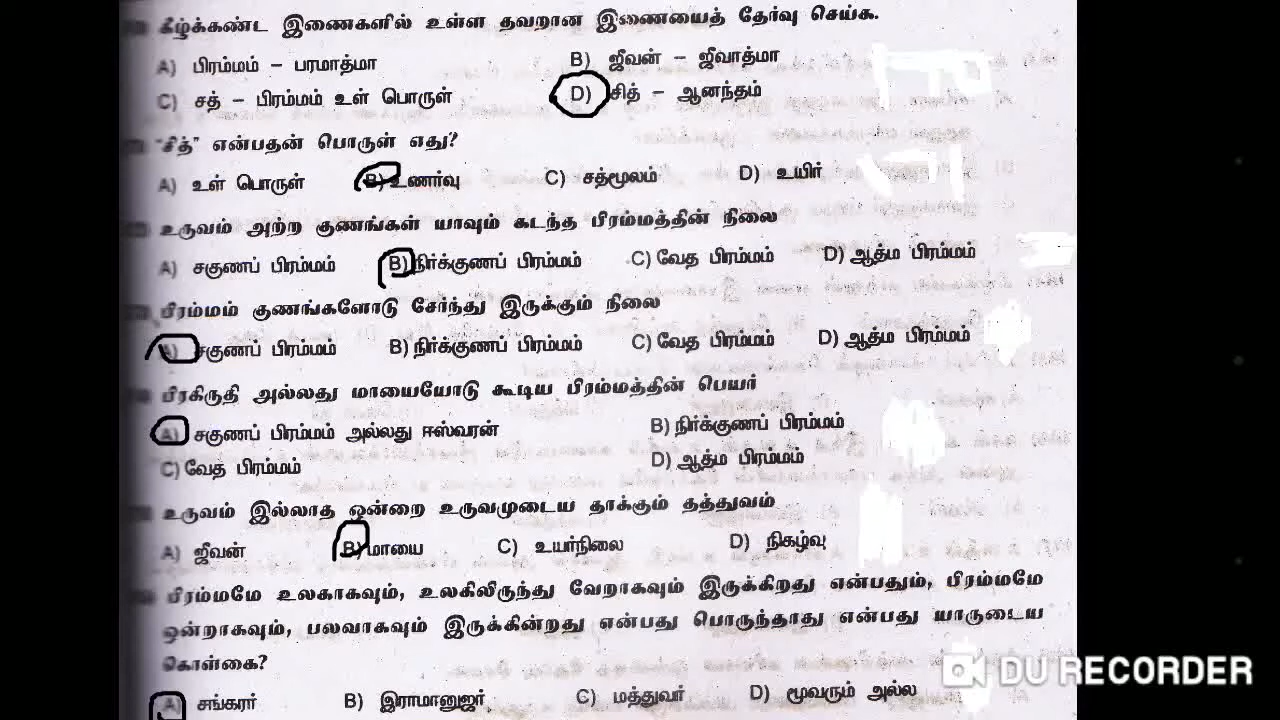 கீழ்க்கண்ட இணைகளில் உள்ள தவறான இணையைத் தேர்வு செய்க.
A) பிரம்மம் – பரமாத்மா B) ஜீவன் – ஜீவாத்மா
C) சத் – பிரம்மம் உள் பொருள் D) சித் – ஆனந்தம்
"சித்" என்பதன் பொருள் எது?
A) உள் பொருள் B) உணர்வு C) சத்மூலம் D) உயிர்
உருவம் அற்ற குணங்கள் யாவும் கடந்த பிரம்மத்தின் நிலை
A) சகுணப் பிரம்மம் B) நிர்க்குணப் பிரம்மம் C) வேத பிரம்மம் D) ஆத்ம பிரம்மம்
பிரம்மம் குணங்களோடு சேர்ந்து இருக்கும் நிலை
A) சகுணப் பிரம்மம் B) நிர்க்குணப் பிரம்மம் C) வேத பிரம்மம் D) ஆத்ம பிரம்மம்
பிரகிருதி அல்லது மாயையோடு கூடிய பிரம்மத்தின் பெயர்
A) சகுணப் பிரம்மம் அல்லது ஈஸ்வரன் B) நிர்க்குணப் பிரம்மம்
C) வேத பிரம்மம் D) ஆத்ம பிரம்மம்
உருவம் இல்லாத ஒன்றை உருவமுடைய தாக்கும் தத்துவம்
A) ஜீவன் B) மாயை C) உயர்நிலை D) நிகழ்வு
பிரம்மமே உலகாகவும், உலகிலிருந்து வேறாகவும் இருக்கிறது என்பதும், பிரம்மமே
ஒன்றாகவும், பலவாகவும் இருக்கின்றது என்பது பொருந்தாது என்பது யாருடைய
கொள்கை?
A) சங்கரர் B) இராமானுஜர் C) மத்துவர் D) மூவரும் அல்ல
DU RECORDER